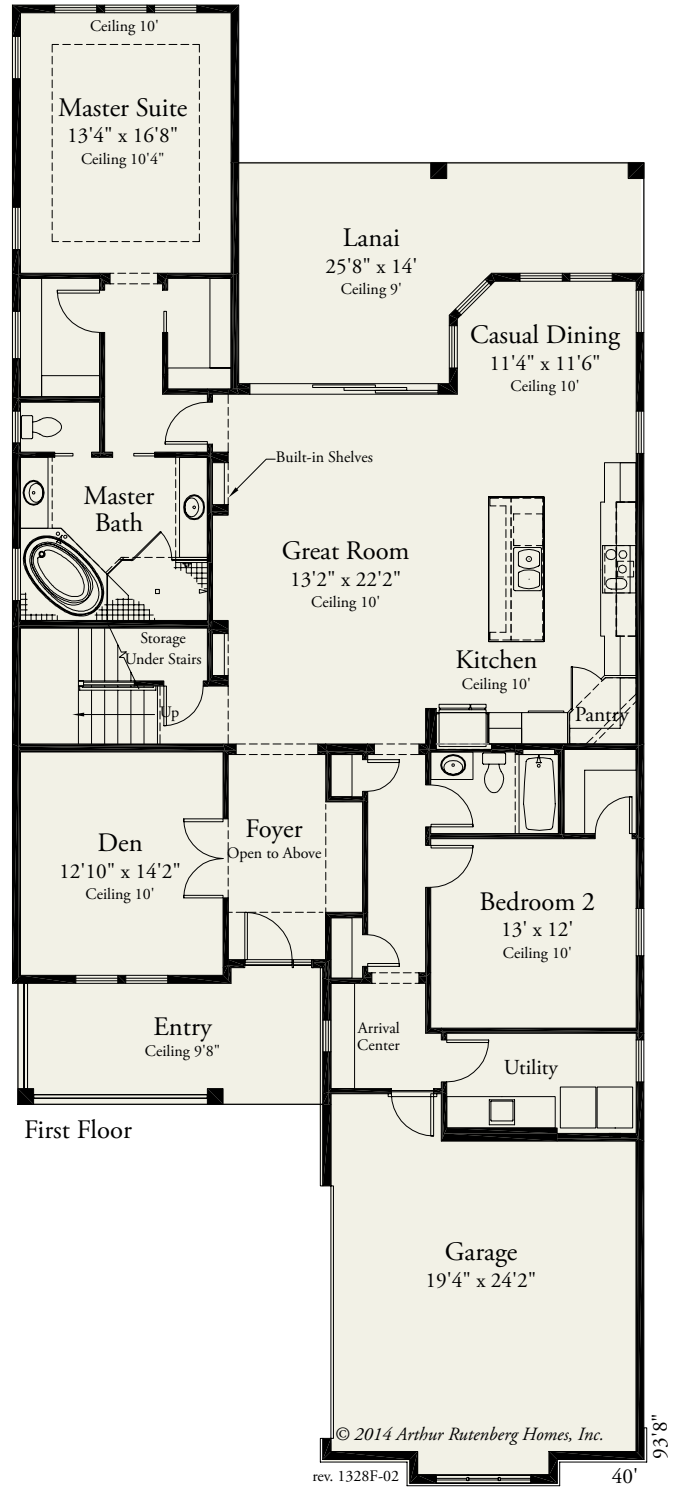 Ceiling 10'
Master Suite
13'4" x 16'8"
Ceiling 10'4"
Lanai
25'8" x 14'
Ceiling 9'
Casual Dining
11'4" x 11'6"
Ceiling 10'
Built-in Shelves
Master
Bath
Great Room
13'2" x 22'2"
Ceiling 10'
Storage
Under Stairs
Kitchen
Ceiling 10'
Up
Pantry
Den
12'10" x 14'2"
Ceiling 10'
Foyer
Open to Above
Bedroom 2
13' x 12'
Ceiling 10'
Entry
Ceiling 9'8"
Arrival
Center
Utility
First Floor
Garage
19'4" x 24'2"
© 2014 Arthur Rutenberg Homes, Inc.
93'8"
rev. 1328F-02
40'